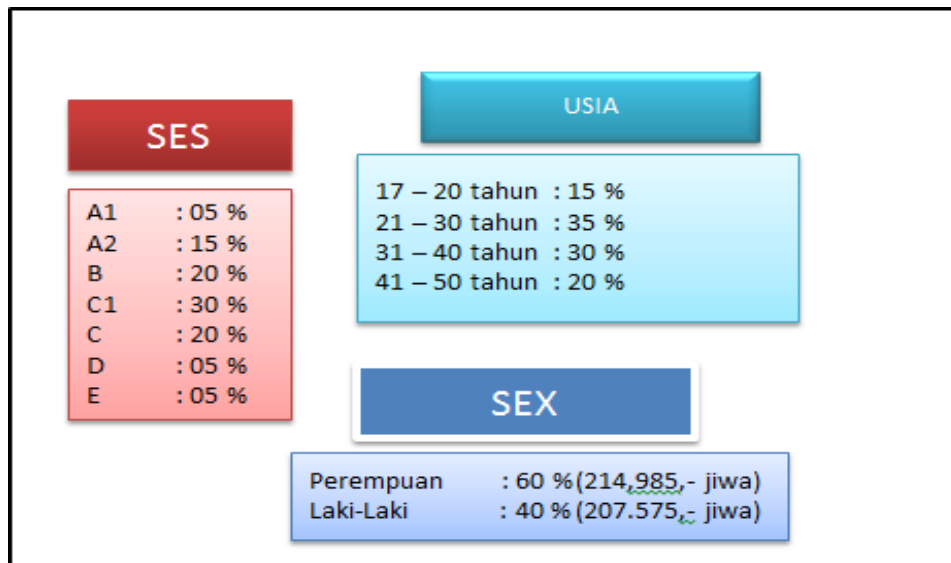 SES
A1 : 05 %
A2 : 15 %
B : 20 %
C1 : 30 %
C : 20 %
D : 05 %
E : 05 %
USIA
17 – 20 tahun : 15 %
21 – 30 tahun : 35 %
31 – 40 tahun : 30 %
41 – 50 tahun : 20 %
SEX
Perempuan : 60 %(214,985,- jiwa)
Laki-Laki : 40 %(207.575,- jiwa)